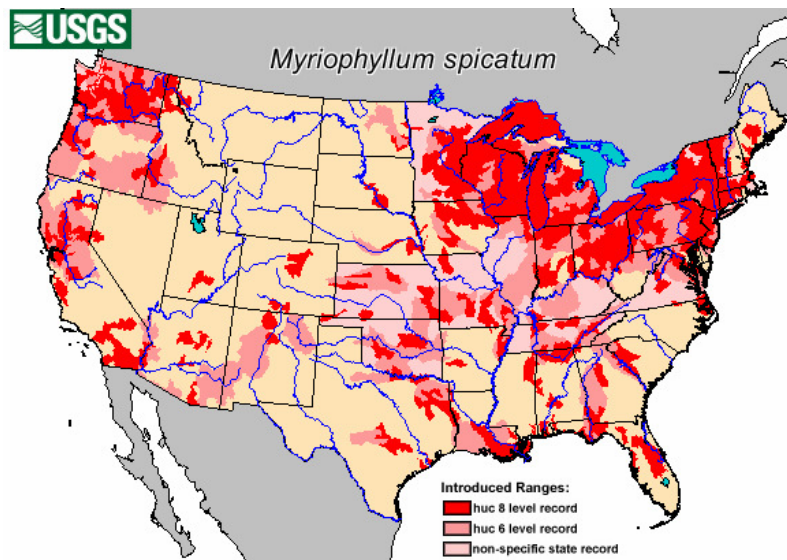 USGS
Myriophyllum spicatum
Introduced Ranges:
huc 8 level record
huc 6 level record
non-specific state record